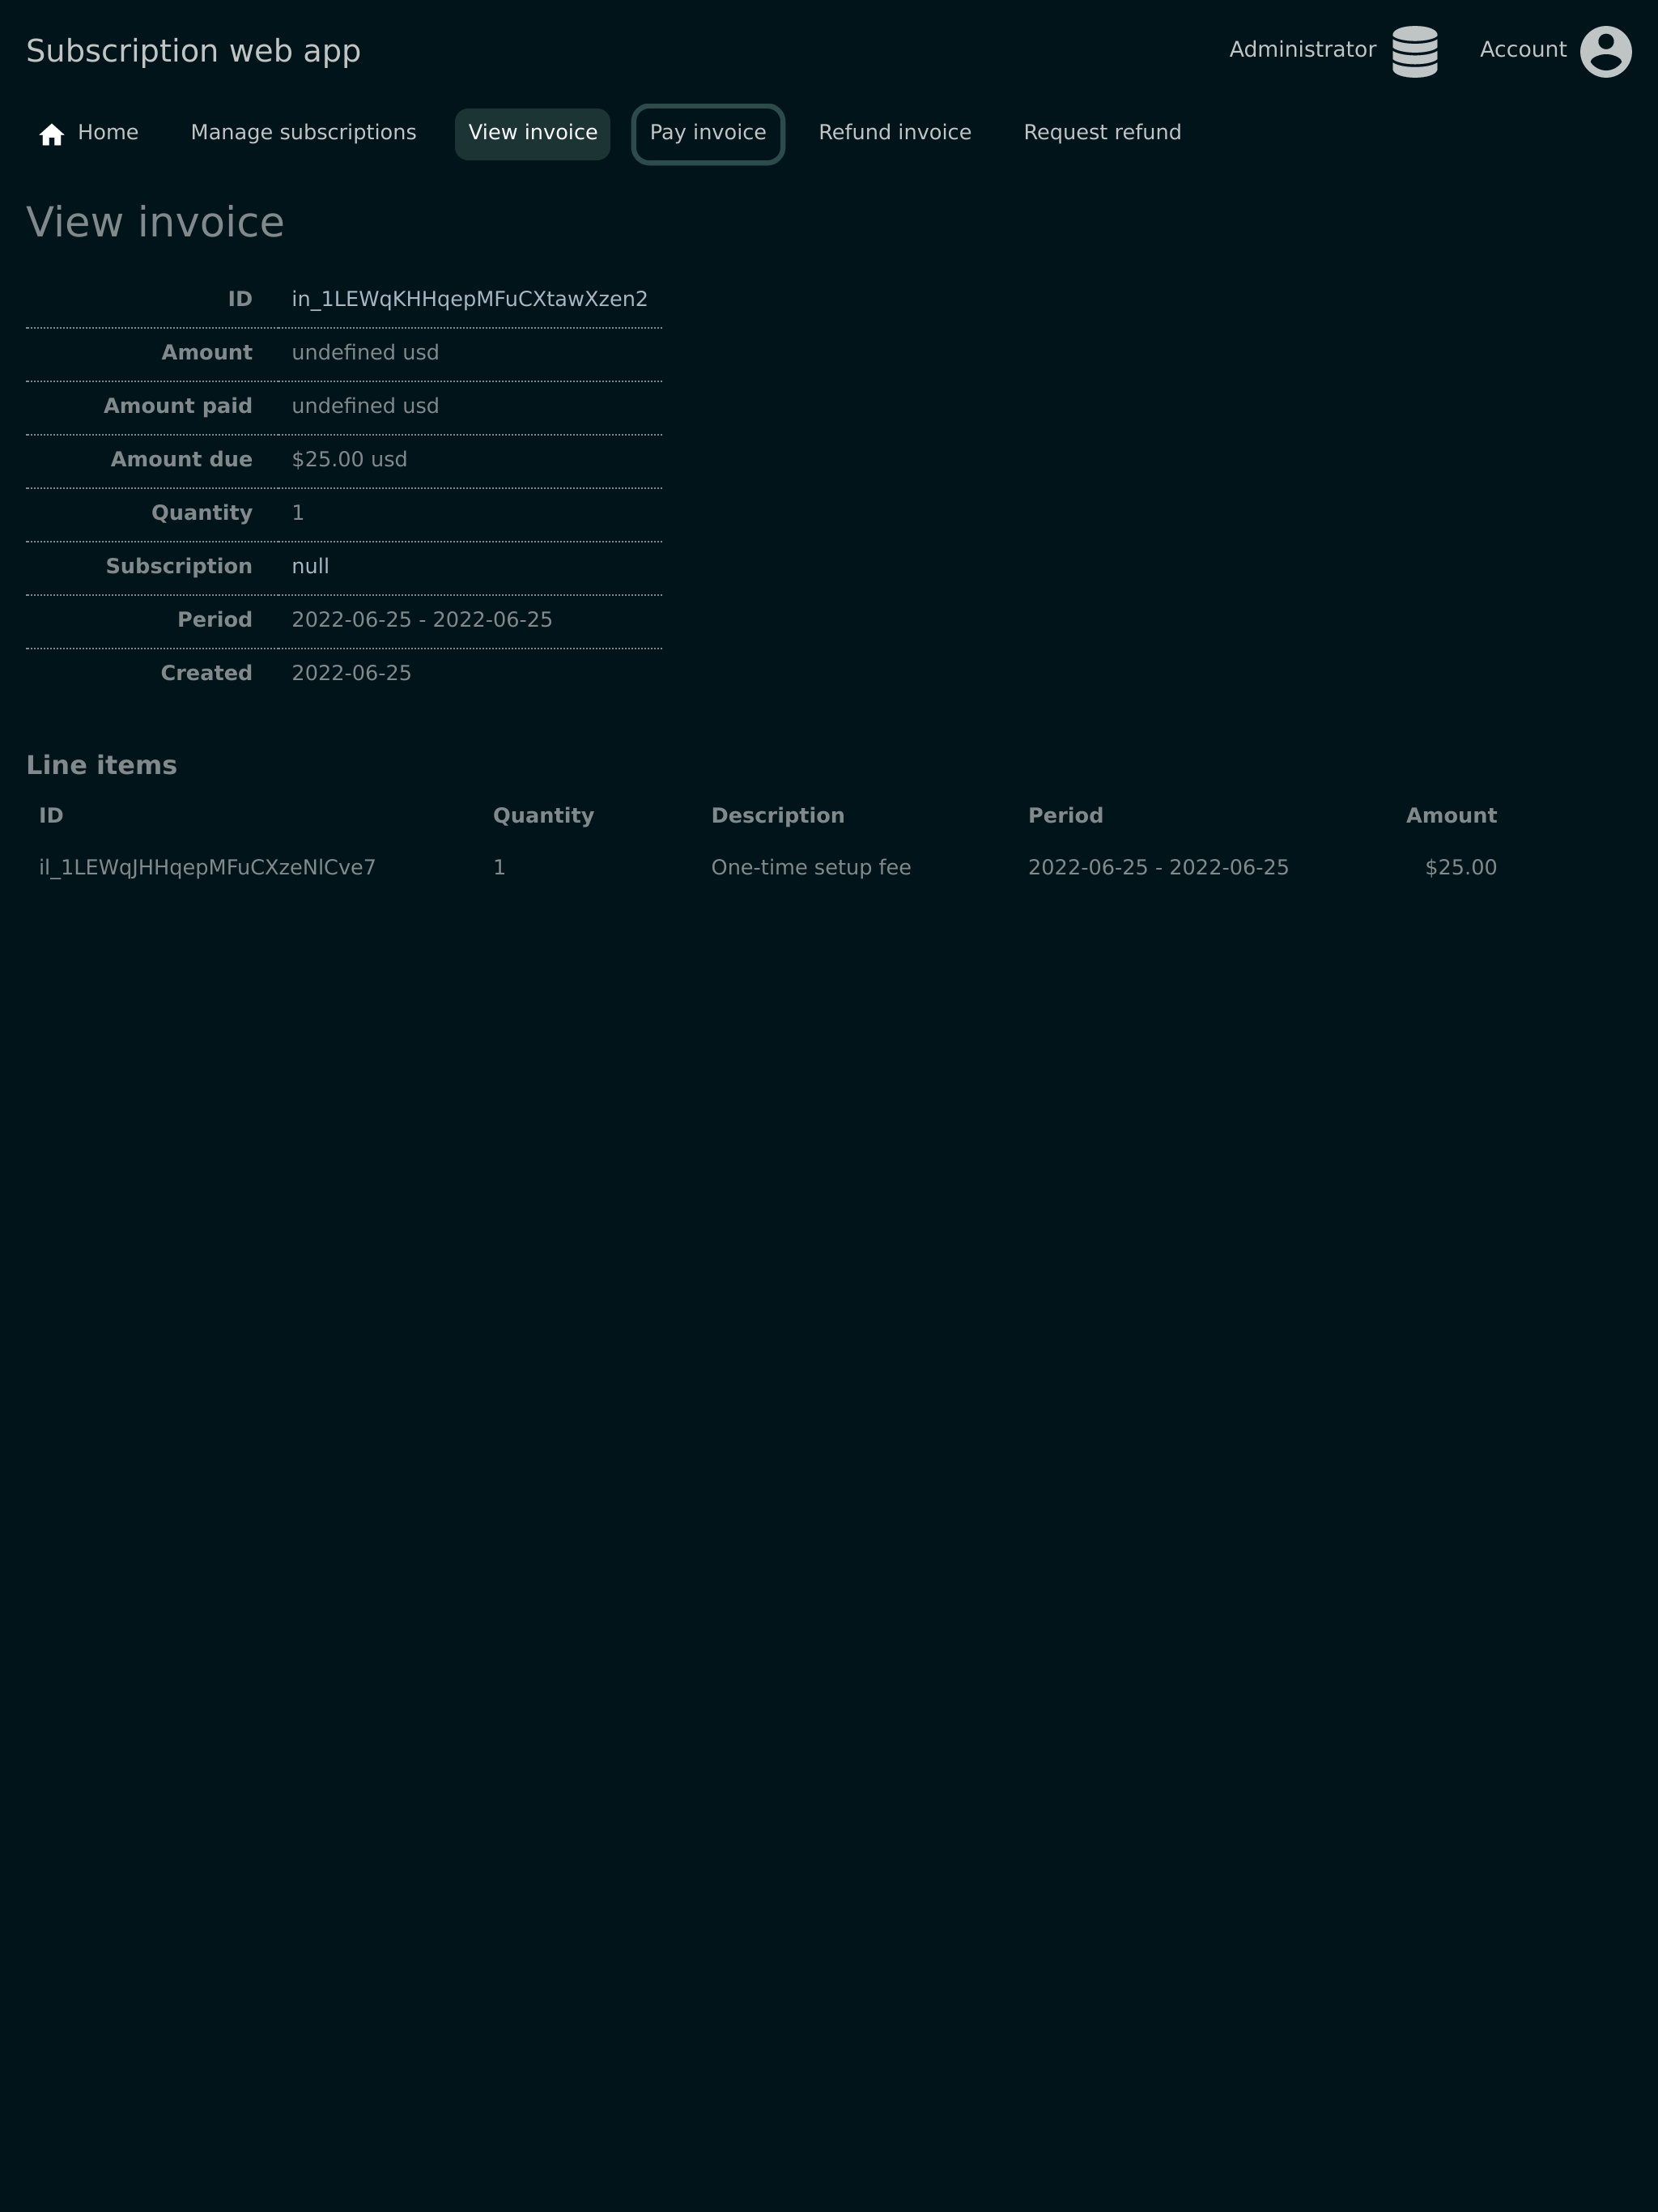 Subscription web app
Administrator
Account
Home Manage subscriptions View invoice Pay invoice Refund invoice Request refund
View invoice
ID in_1LEWqKHHqepMFuCXtawXzen2
Amount undefined usd
Amount paid undefined usd
Amount due $25.00 usd
Quantity 1
Subscription null
Period 2022-06-25 - 2022-06-25
Created 2022-06-25
Line items
ID Quantity Description Period Amount
il_1LEWqJHHqepMFuCXzeNlCve7 1 One-time setup fee 2022-06-25 - 2022-06-25 $25.00